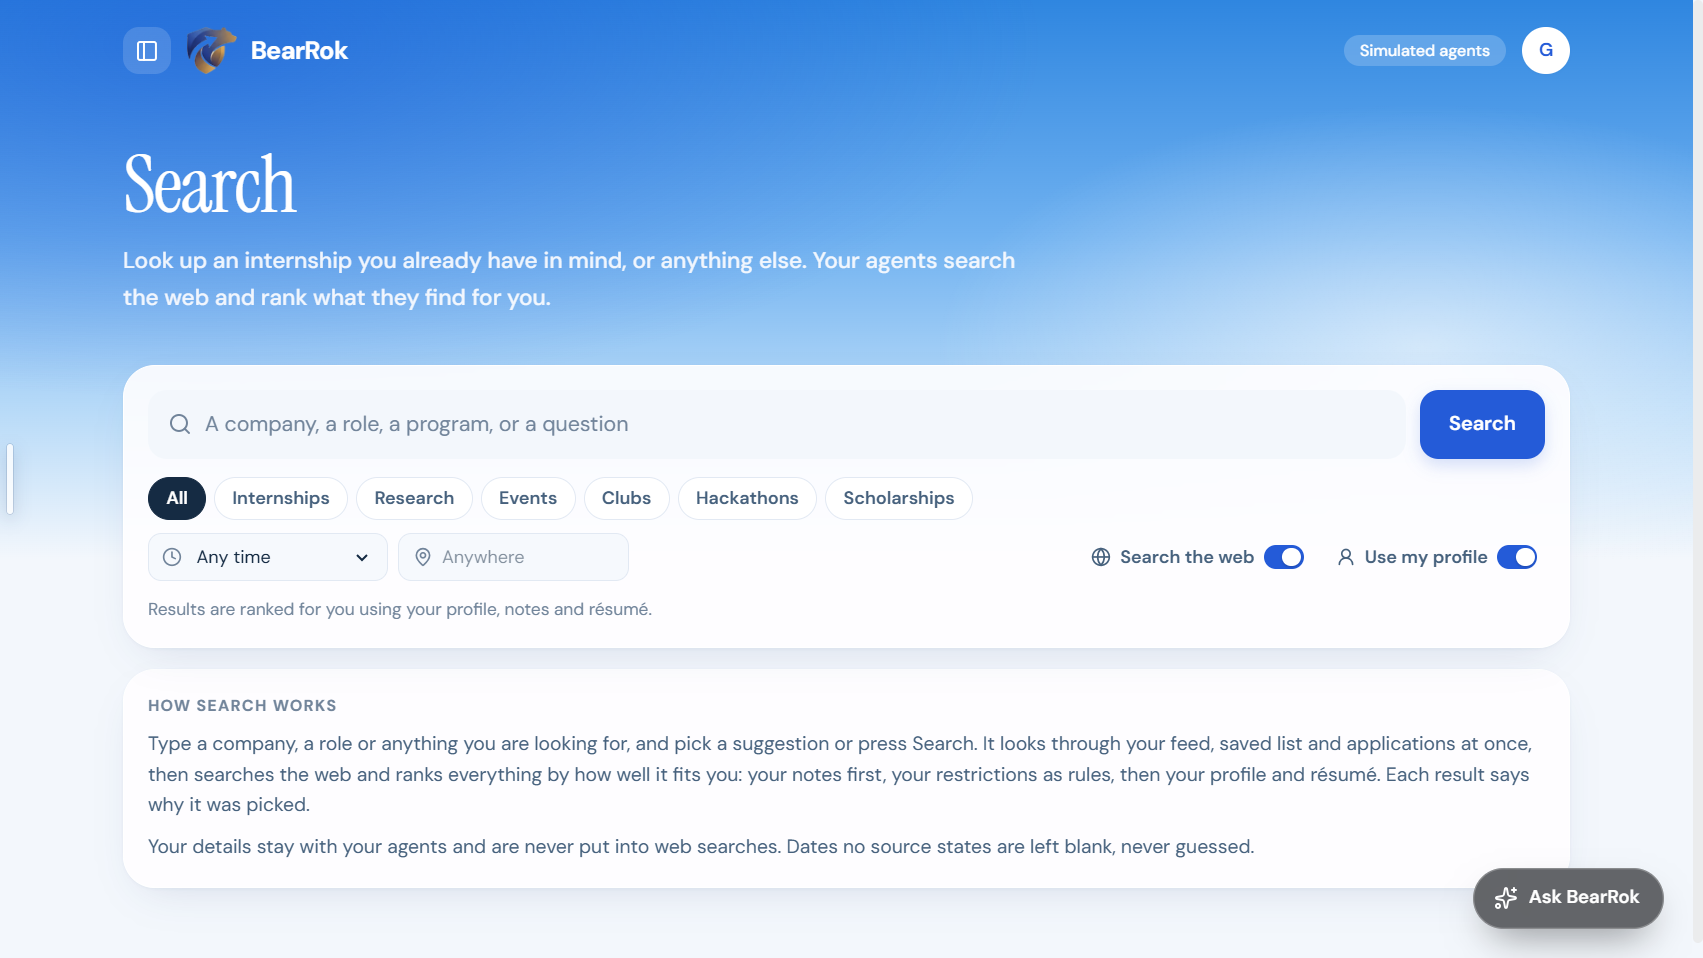 BearRok
Simulated agents
G
Search
Look up an internship you already have in mind, or anything else. Your agents search
the web and rank what they find for you.
A company, a role, a program, or a question
Search
All
Internships
Research
Events
Clubs
Hackathons
Scholarships
Any time
Anywhere
Search the web
Use my profile
Results are ranked for you using your profile, notes and résumé.
HOW SEARCH WORKS
Type a company, a role or anything you are looking for, and pick a suggestion or press Search. It looks through your feed, saved list and applications at once,
then searches the web and ranks everything by how well it fits you: your notes first, your restrictions as rules, then your profile and résumé. Each result says
why it was picked.
Your details stay with your agents and are never put into web searches. Dates no source states are left blank, never guessed.
Ask BearRok